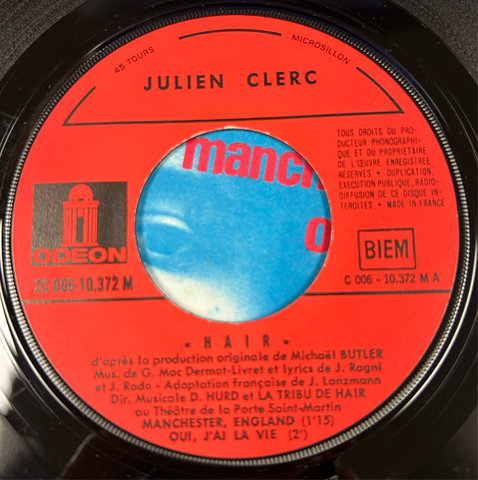 45 TOURS
MICROSILLON
JULIEN CLERC
TOUS DROITS DU PRO-
DUCTEUR PHONOGRAPHI-
QUE ET DU PROPRIÉTAIRE
DE L'ŒUVRE ENREGISTRÉE
RÉSERVÉS • DUPLICATION,
EXÉCUTION PUBLIQUE, RADIO-
DIFFUSION DE CE DISQUE IN-
TERDITES • MADE IN FRANCE
manch
O
ODEON
2C 006-10.372 M
BIEM
C 006 - 10.372 M A
« HAIR »
d'après la production originale de Michaël BUTLER
Mus. de G. Mac Dermot-Livret et lyrics de J. Ragni
et J. Rado - Adaptation française de J. Lanzmann
Dir. Musicale D. HURD et LA TRIBU DE HAIR
au Théâtre de la Porte Saint-Martin
MANCHESTER, ENGLAND (1'15)
OUI, J'AI LA VIE (2')